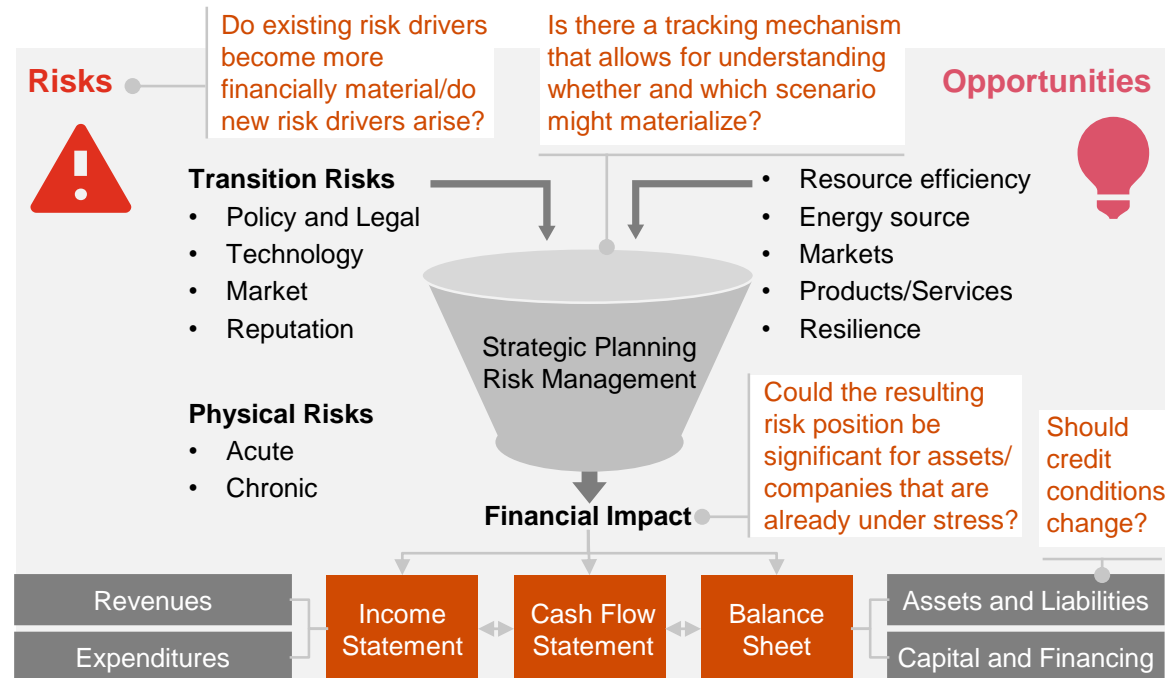 Do existing risk drivers
become more
financially material/do
new risk drivers arise?
Is there a tracking mechanism
that allows for understanding
whether and which scenario
might materialize?
Risks
Opportunities
Transition Risks
• Policy and Legal
• Technology
• Market
• Reputation
Physical Risks
• Acute
• Chronic
• Resource efficiency
• Energy source
• Markets
• Products/Services
• Resilience
Strategic Planning
Risk Management
Could the resulting
risk position be
significant for assets/
companies that are
already under stress?
Should
credit
conditions
change?
Financial Impact
Revenues
Expenditures
Income
Statement
Cash Flow
Statement
Balance
Sheet
Assets and Liabilities
Capital and Financing